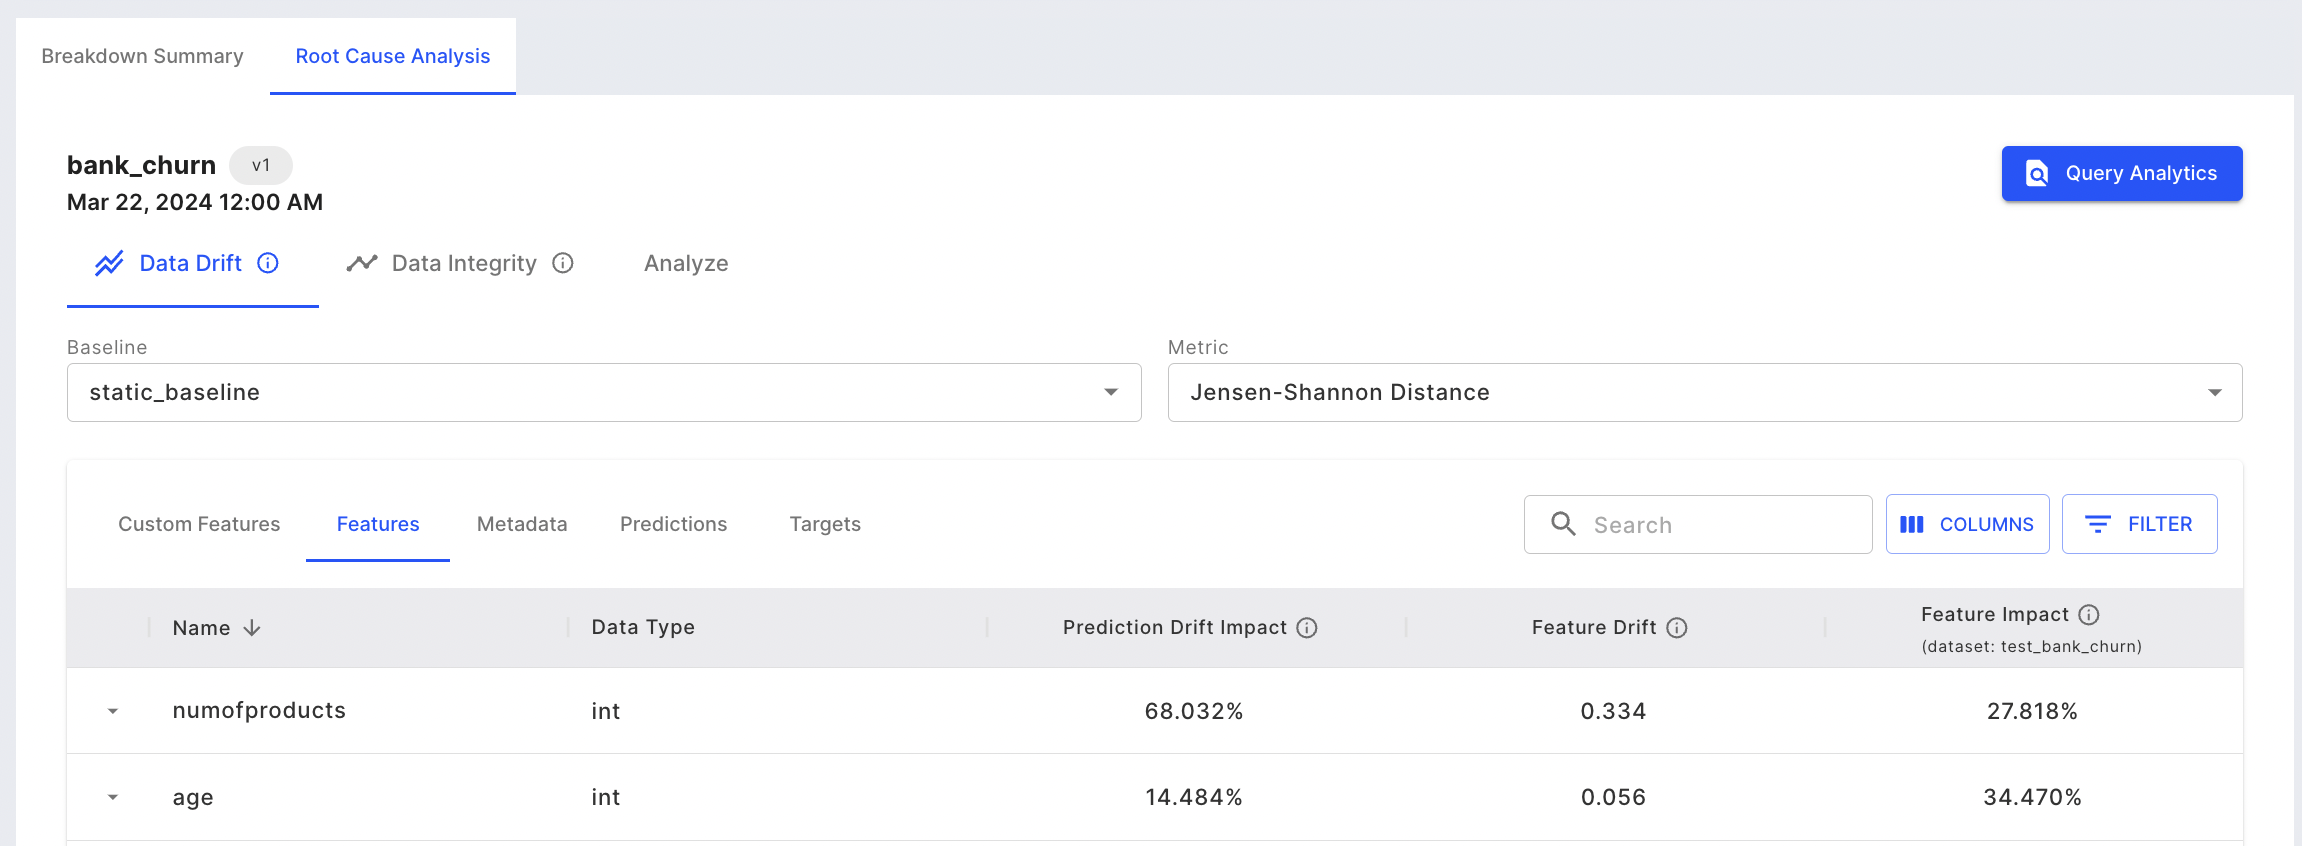 Breakdown Summary Root Cause Analysis
bank_churn v1
Mar 22, 2024 12:00 AM
Query Analytics
Data Drift Data Integrity Analyze
Baseline Metric
static_baseline Jensen-Shannon Distance
Custom Features Features Metadata Predictions Targets Search COLUMNS FILTER
Name Data Type Prediction Drift Impact Feature Drift Feature Impact
(dataset: test_bank_churn)
numofproducts int 68.032% 0.334 27.818%
age int 14.484% 0.056 34.470%